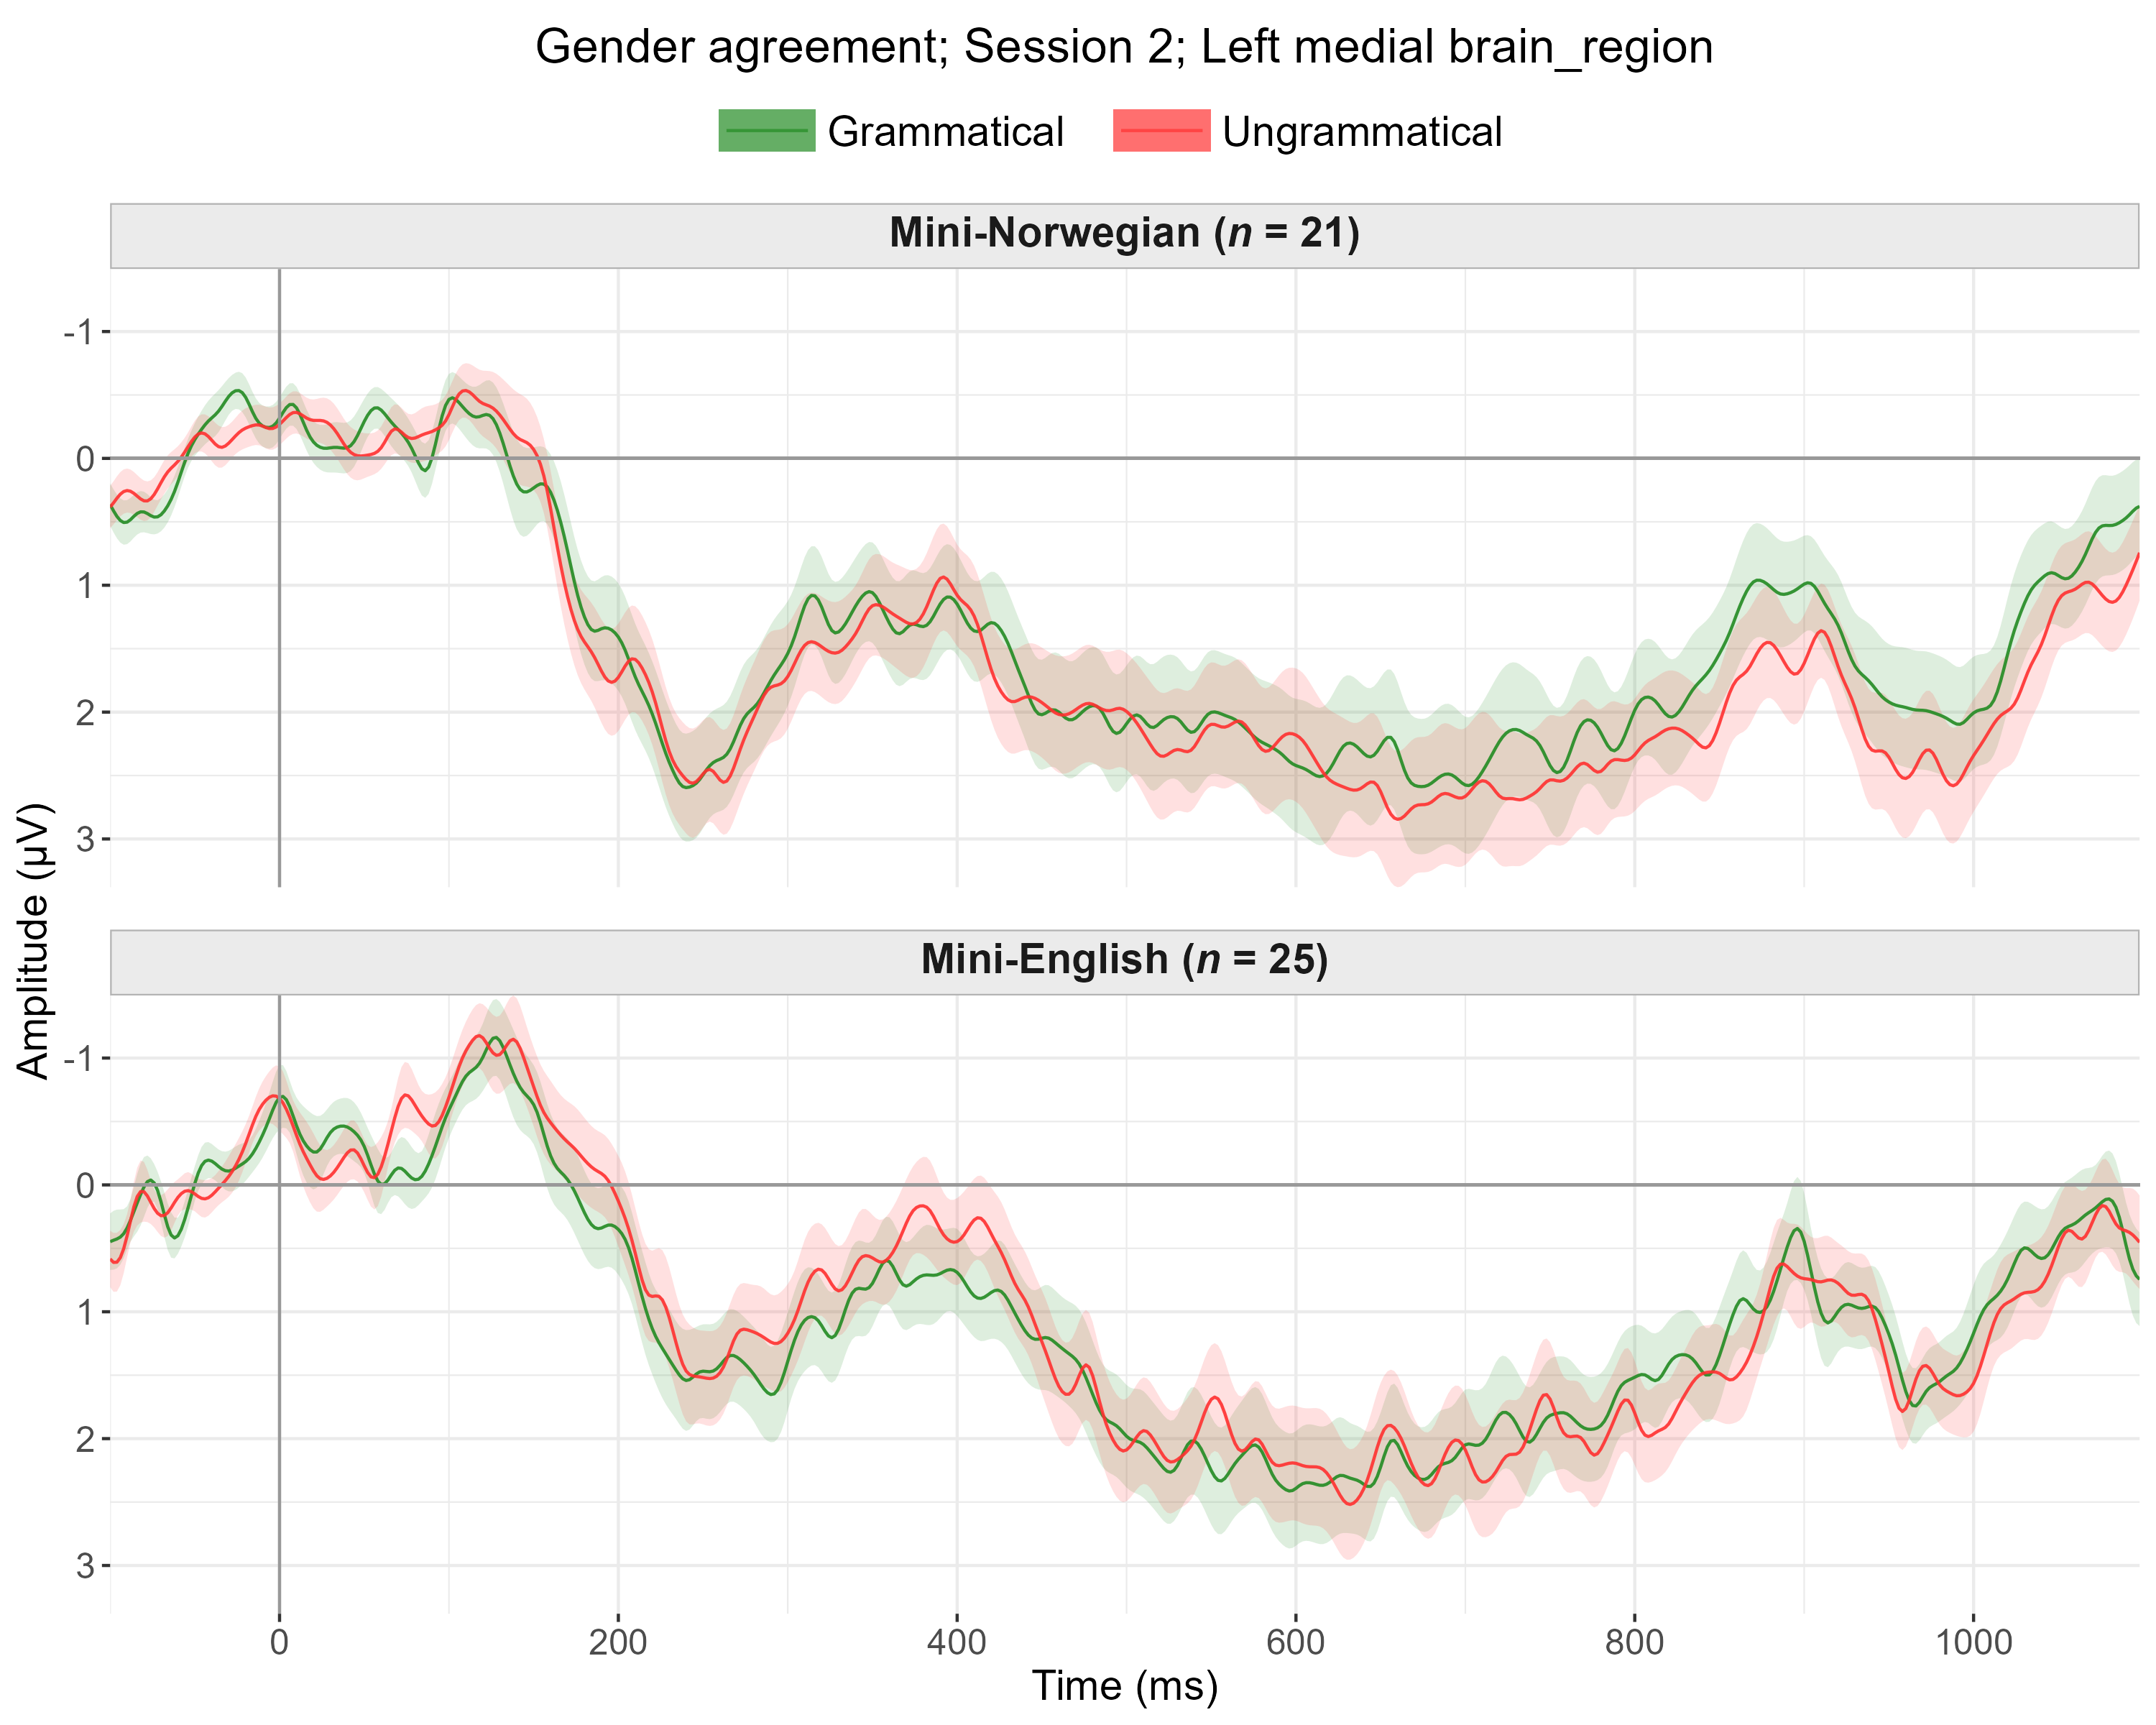 Gender agreement; Session 2; Left medial brain_region
Grammatical
Ungrammatical
Mini-Norwegian (n = 21)
-1
0
1
2
3
Amplitude (µV)
Mini-English (n = 25)
-1
0
1
2
3
0 200 400 600 800 1000
Time (ms)